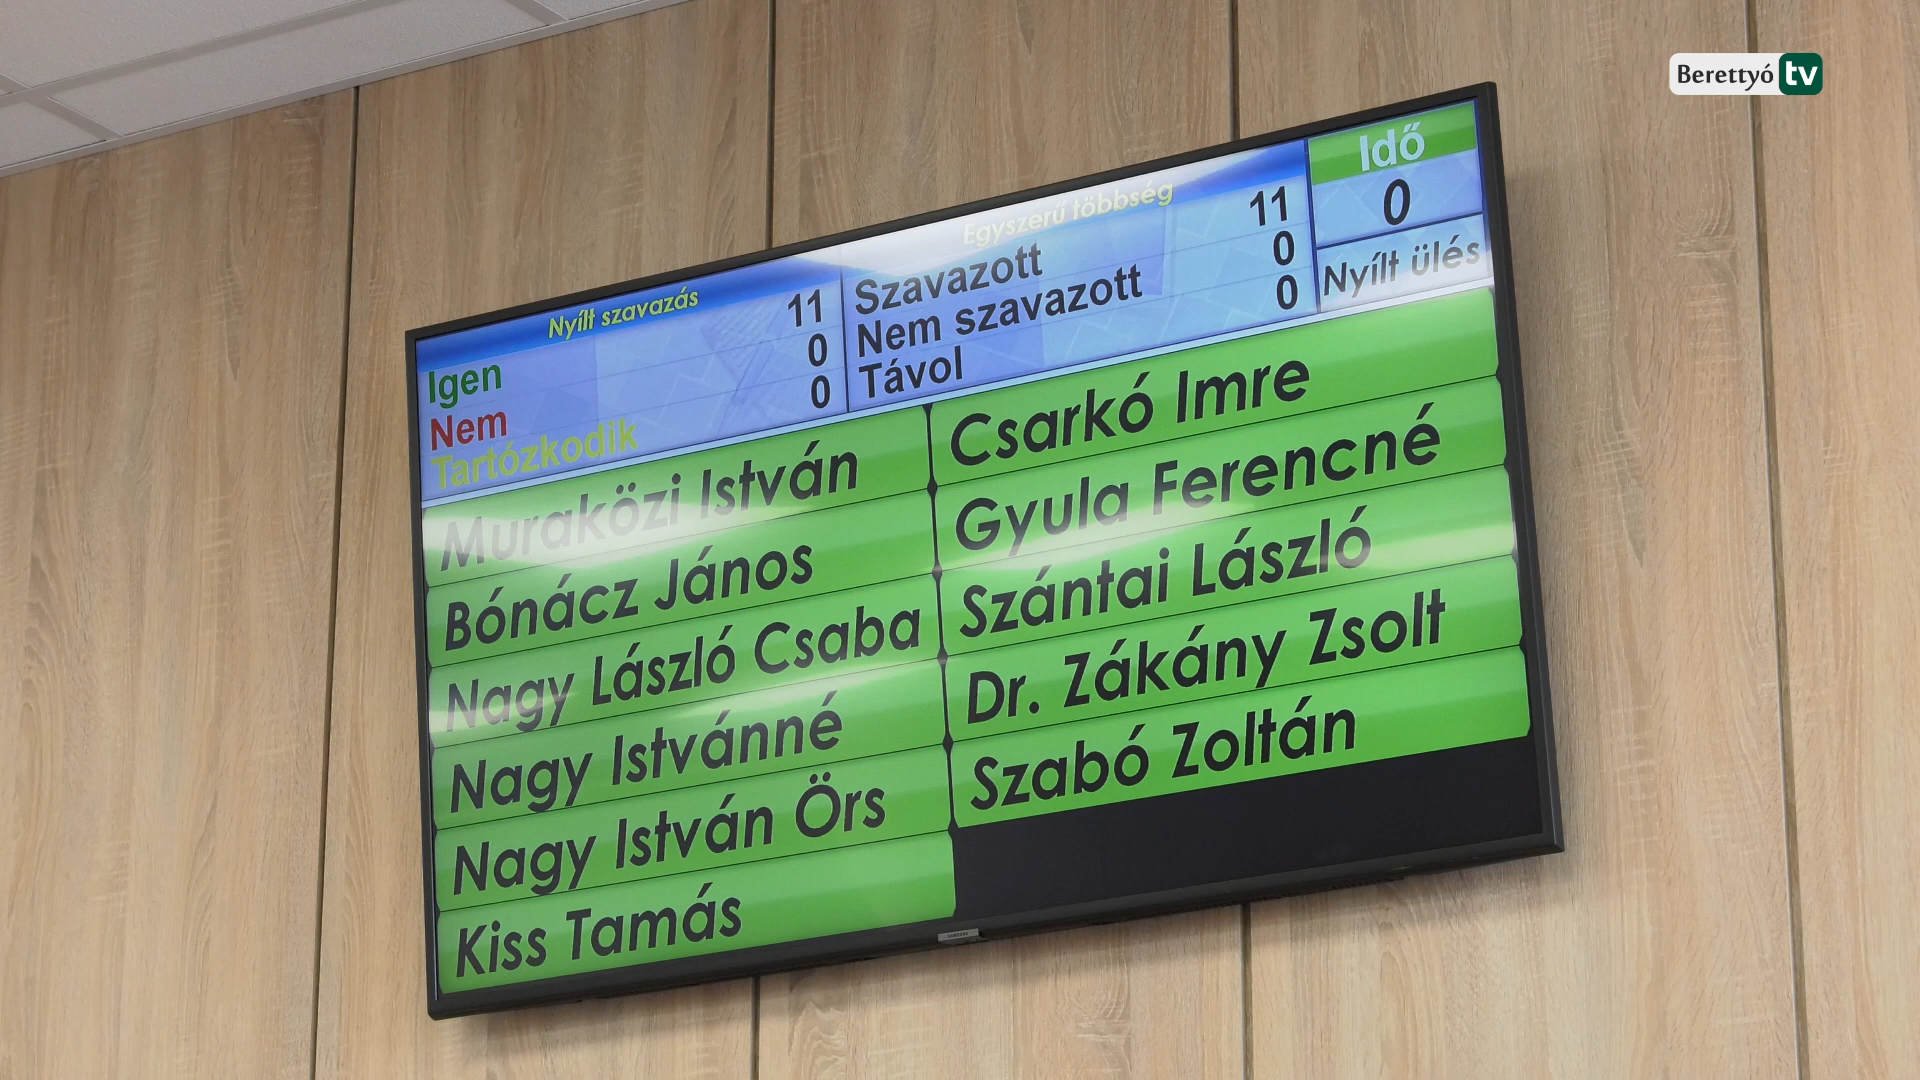 Berettyó tv
Nyílt szavazás
Igen 11
Nem 0
Tartózkodik 0
Egyszerű többség
Szavazott 11
Nem szavazott 0
Távol 0
Idő
0
Nyílt ülés
Muraközi István
Bónácz János
Nagy László Csaba
Nagy Istvánné
Nagy István Örs
Kiss Tamás
Csarkó Imre
Gyula Ferencné
Szántai László
Dr. Zákány Zsolt
Szabó Zoltán
SAMSUNG